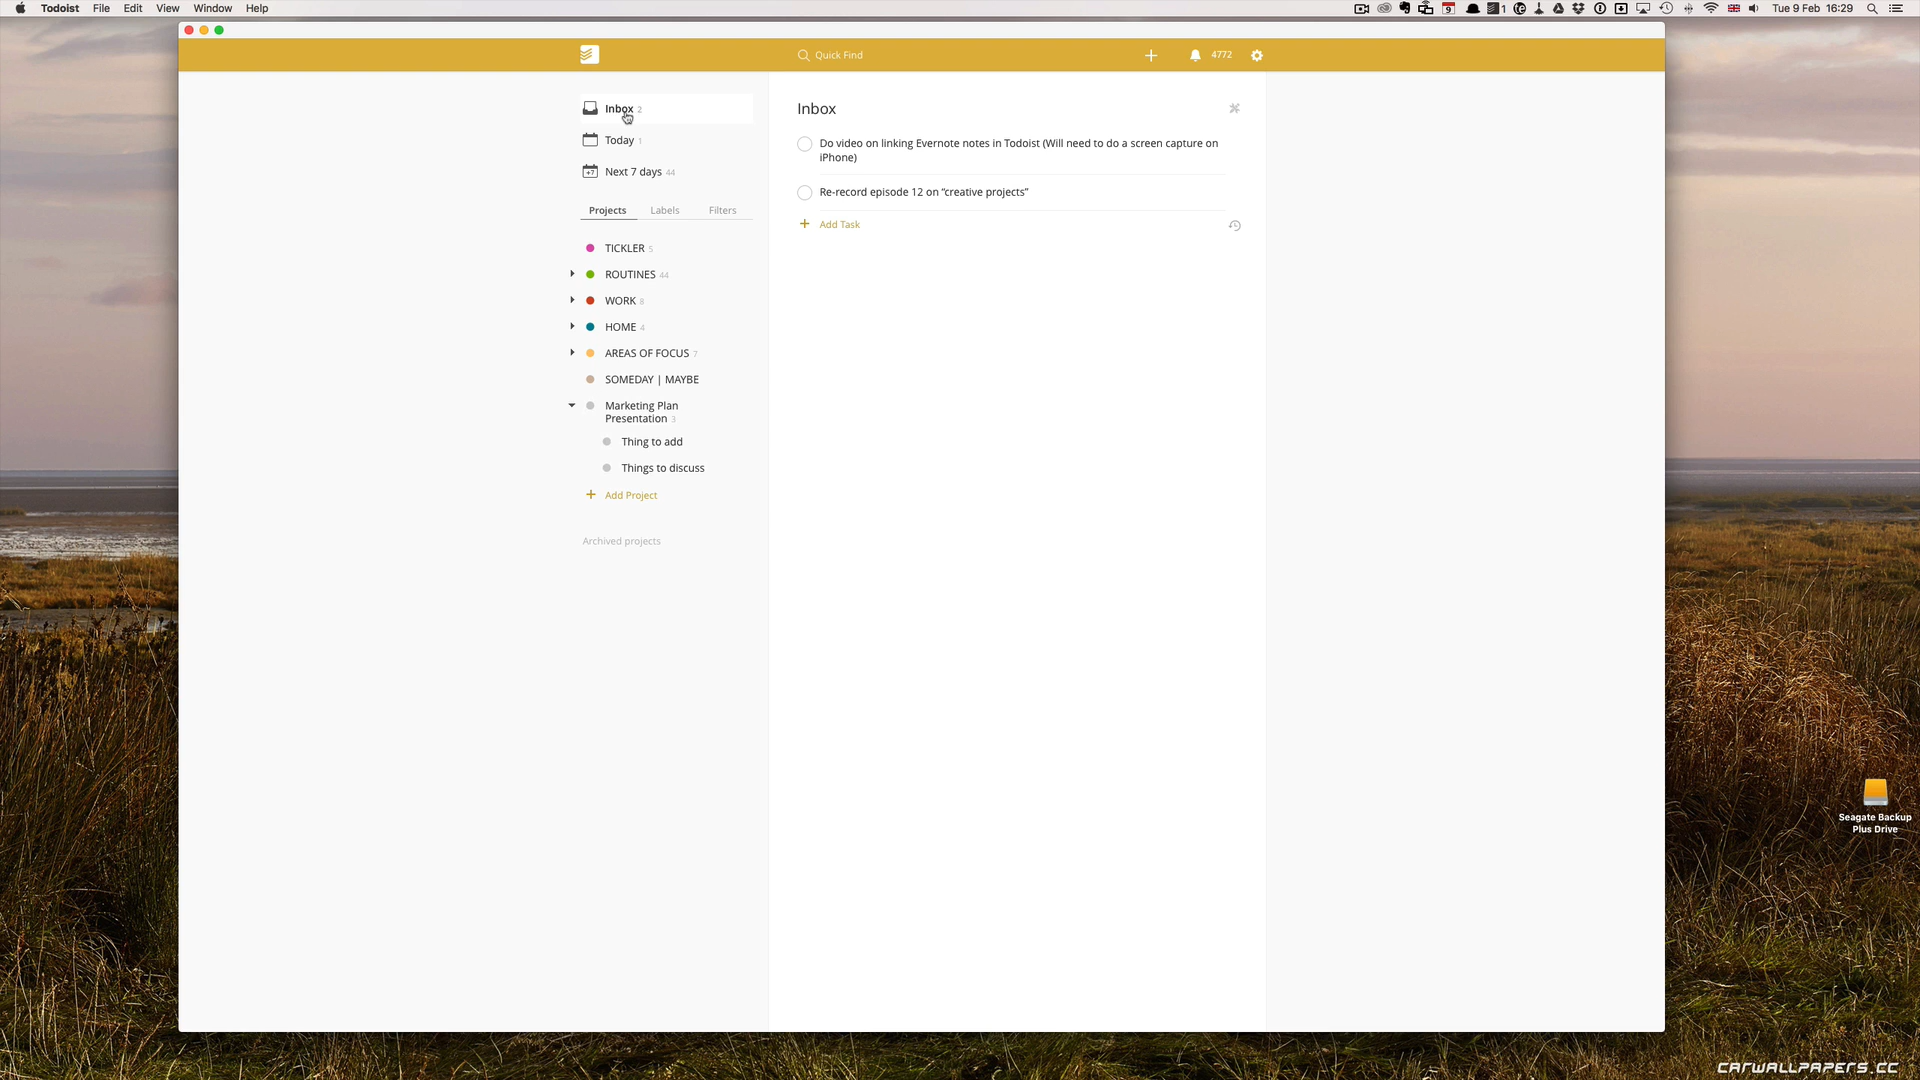 Todoist File Edit View Window Help
9 1 Tue 9 Feb 16:29
Quick Find
4772
Inbox 2
Today 1
+7 Next 7 days 44
Projects Labels Filters
TICKLER 5
ROUTINES 44
WORK 8
HOME 4
AREAS OF FOCUS 7
SOMEDAY | MAYBE
Marketing Plan
Presentation 3
Thing to add
Things to discuss
+ Add Project
Archived projects
Inbox
Do video on linking Evernote notes in Todoist (Will need to do a screen capture on
iPhone)
Re-record episode 12 on “creative projects”
+ Add Task
Seagate Backup
Plus Drive
CARWALLPAPERS.CC